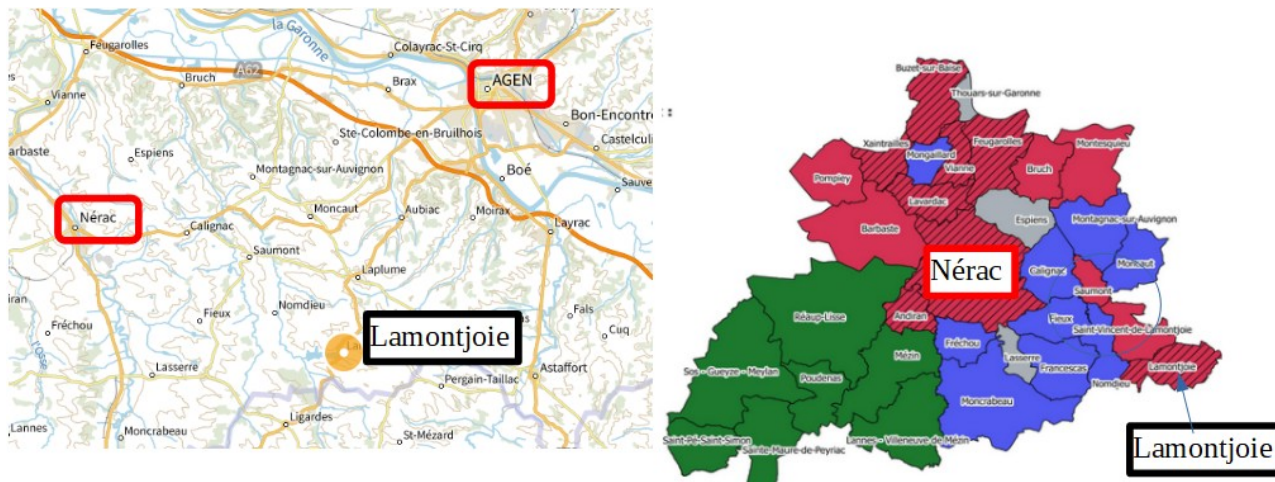 la Garonne
Feugarolles
Colayrac-St-Cirq
A62
Bruch
Brax
AGEN
Vianne
Bon-Encontre
Ste-Colombe-en-Bruilhois
Castelculi
arbaste
Espiens
Montagnac-sur-Auvignon
Boé
Sauve
Nérac
Moncaut
Aubiac
Moirax
Layrac
Calignac
Saumont
Laplume
iran
Nomdieu
Fals
Fréchou
Fieux
Lamontjoie
Cuq
Lasserre
Astaffort
Pergain-Taillac
Ligardes
Lannes
Moncrabeau
St-Mézard
Buzet-sur-Baïse
Thouars-sur-Garonne
Xaintrailles
Feugarolles
Montesquieu
Mongaillard
Vianne
Bruch
Pompiey
Lavardac
Espiens
Montagnac-sur-Auvignon
Barbaste
Nérac
Calignac
Moncaut
Saumont
Réaup-Lisse
Andiran
Fieux
Saint-Vincent-de-Lamontjoie
Fréchou
Mézin
Lasserre
Francescas
Lamontjoie
Sos - Gueyze - Meylan
Poudenas
Nomdieu
Moncrabeau
Saint-Pé-Saint-Simon
Sainte-Maure-de-Peyriac
Lannes - Villeneuve de Mézin
Lamontjoie